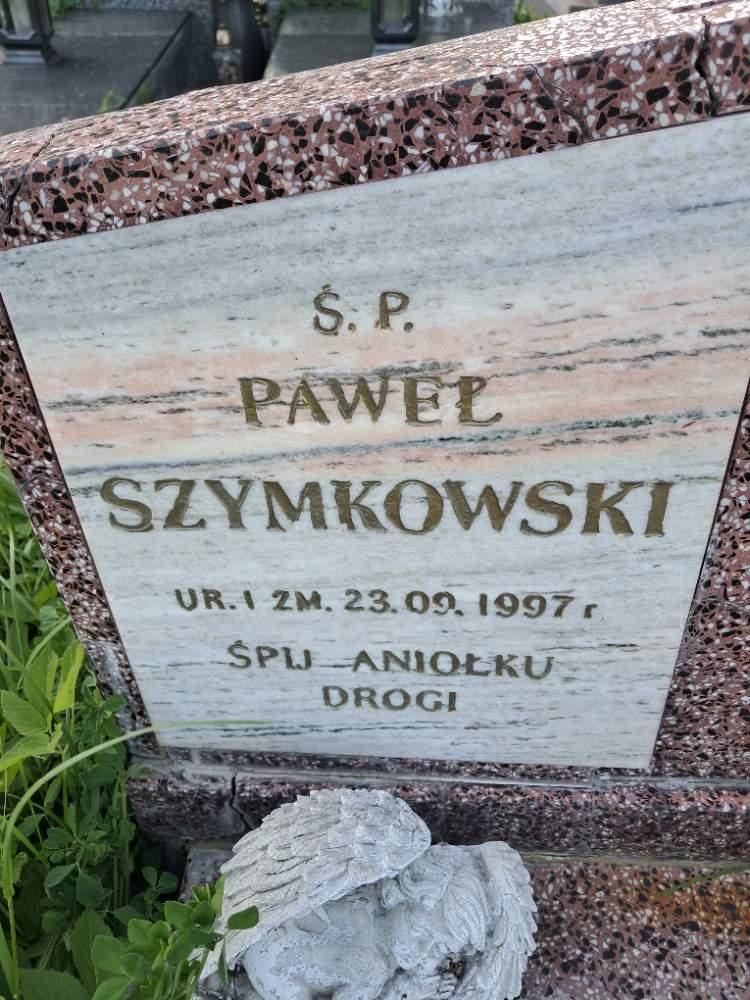 Ś. P.
PAWEŁ
SZYMKOWSKI
UR. I ZM. 23.09.1997 r
ŚPIJ ANIOŁKU
DROGI